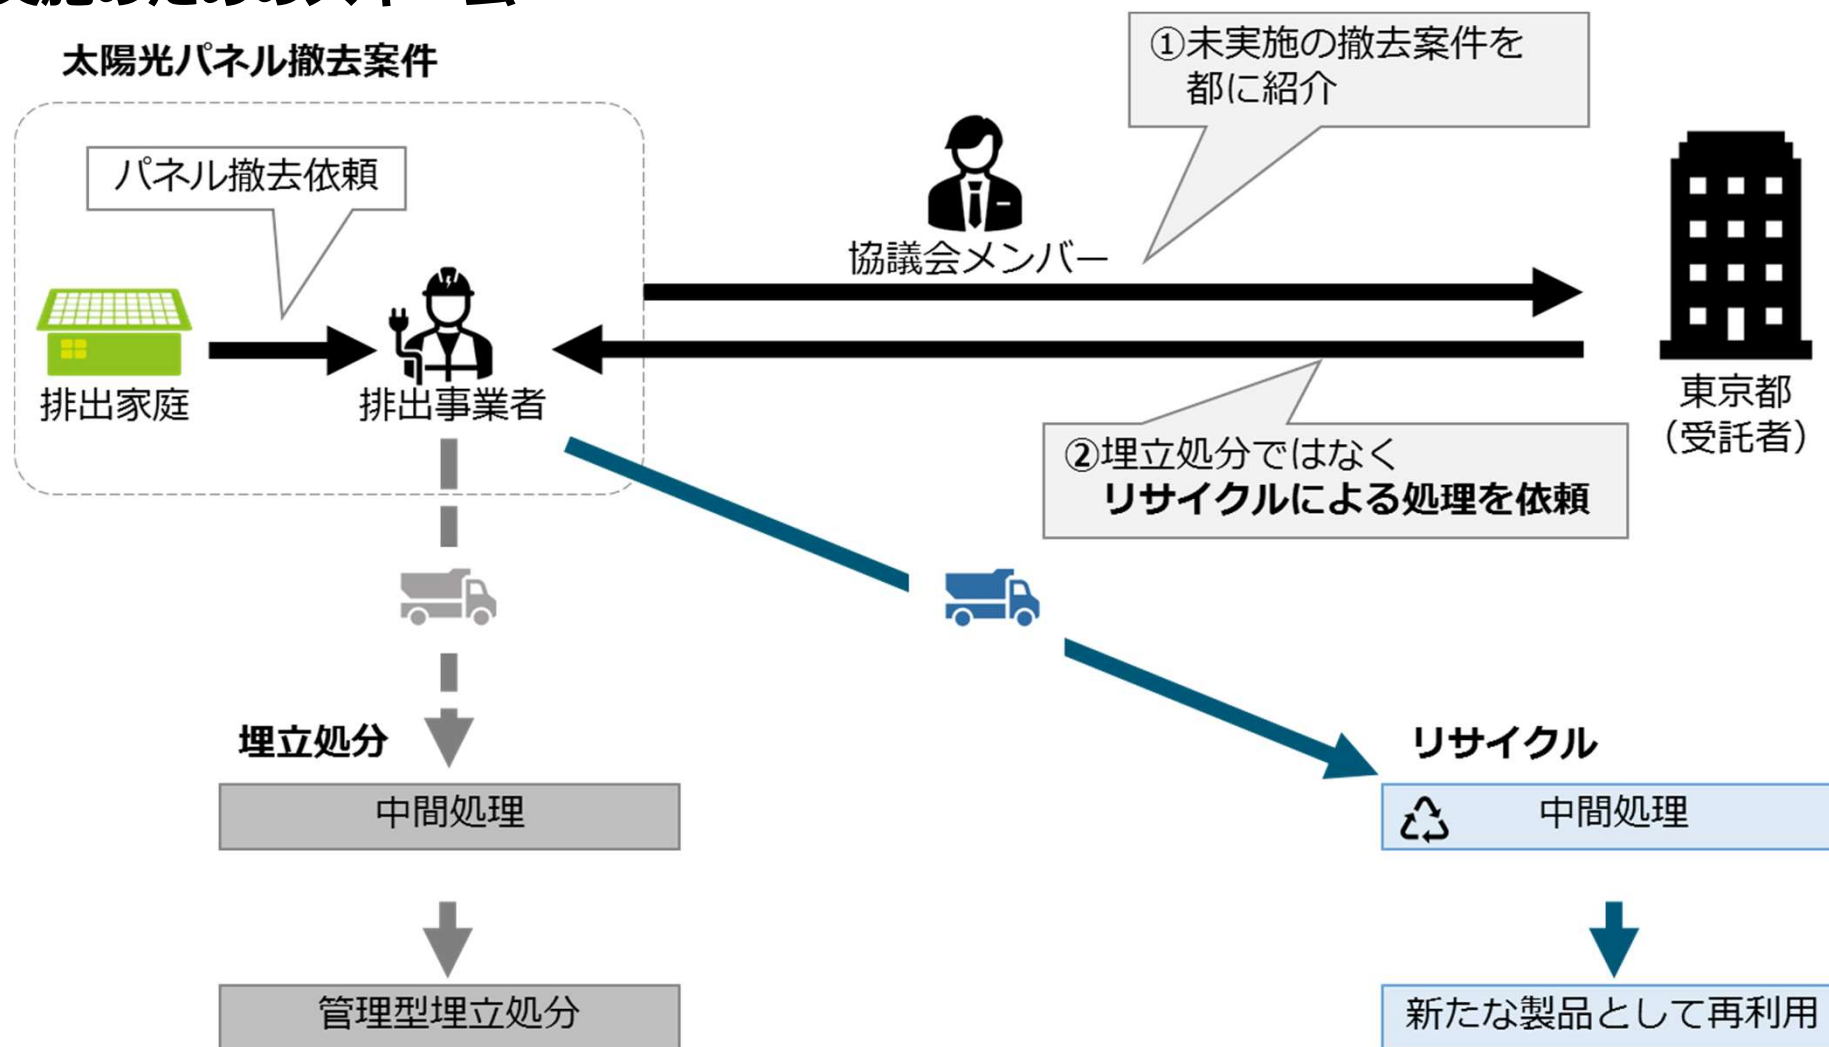 太陽光パネル撤去案件
①未実施の撤去案件を
都に紹介
パネル撤去依頼
協議会メンバー
排出家庭
排出事業者
東京都
（受託者）
②埋立処分ではなく
リサイクルによる処理を依頼
埋立処分
リサイクル
中間処理
中間処理
管理型埋立処分
新たな製品として再利用